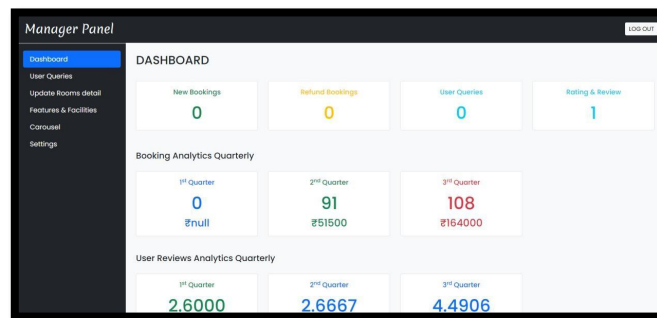 Manager Panel
LOG OUT
Dashboard
User Queries
Update Rooms detail
Features & Facilities
Carousel
Settings
DASHBOARD
New Bookings
0
Refund Bookings
0
User Queries
0
Rating & Review
1
Booking Analytics Quarterly
1st Quarter
0
₹null
2nd Quarter
91
₹51500
3rd Quarter
108
₹164000
User Reviews Analytics Quarterly
1st Quarter
2.6000
2nd Quarter
2.6667
3rd Quarter
4.4906